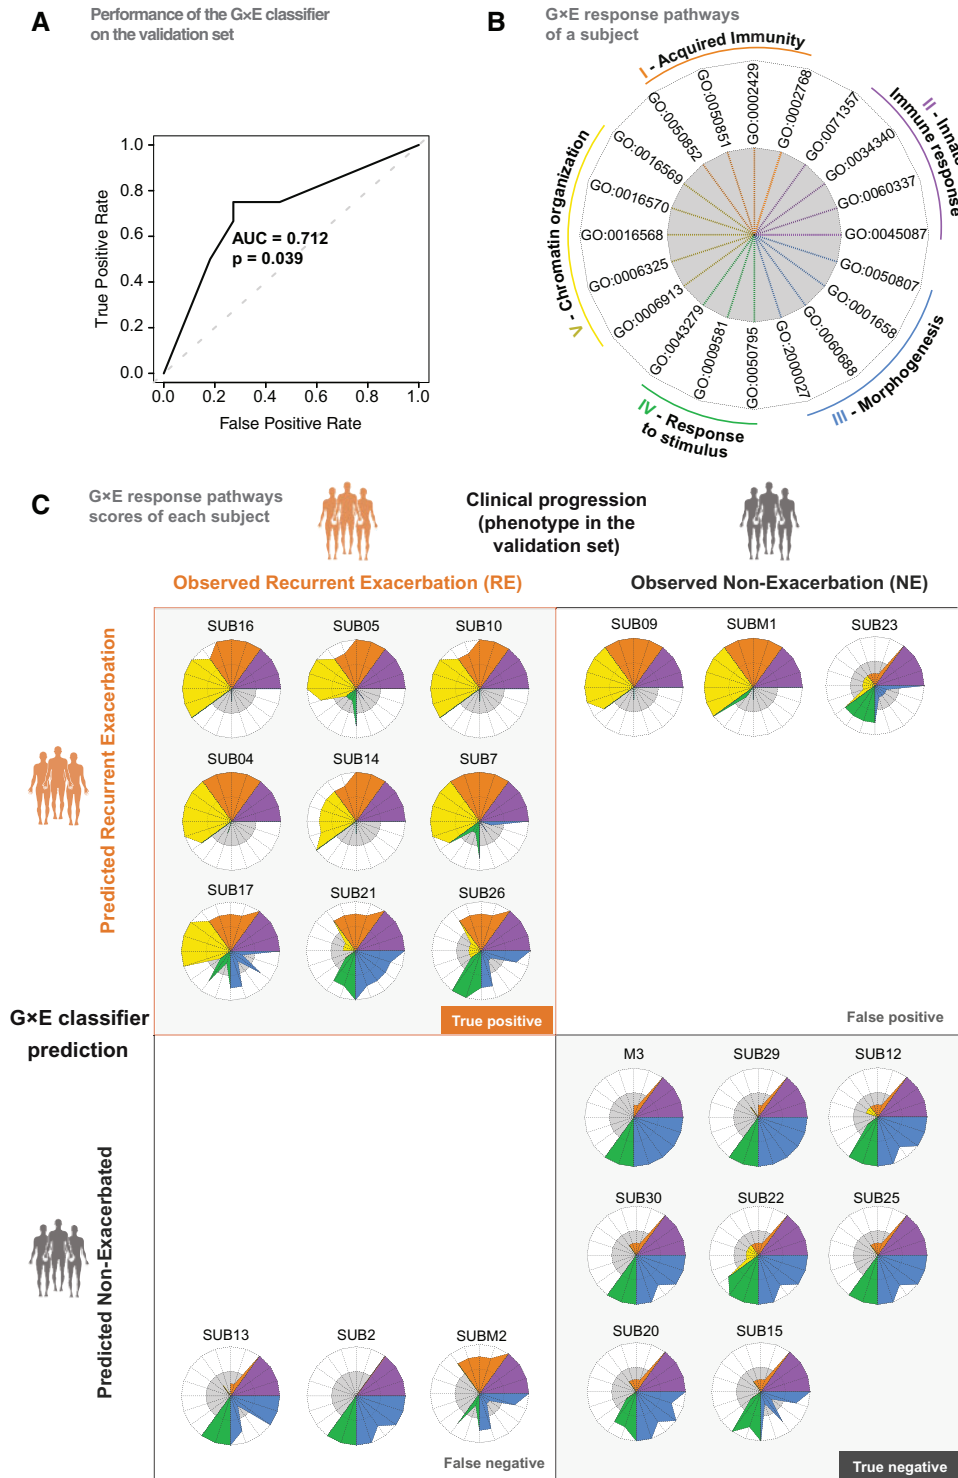 A
Performance of the G×E classifier
on the validation set
True Positive Rate
1.0
0.8
0.6
0.4
0.2
0.0
AUC = 0.712
p = 0.039
0.0
0.2
0.4
0.6
0.8
1.0
False Positive Rate
B
G×E response pathways
of a subject
I - Acquired Immunity
II - Innate
Immune response
III - Morphogenesis
IV - Response
to stimulus
V - Chromatin organization
GO:0002429
GO:0002768
GO:0071357
GO:0034340
GO:0060337
GO:0045087
GO:0050807
GO:0001658
GO:0060688
GO:2000027
GO:0050795
GO:0009581
GO:0043279
GO:0006913
GO:0006325
GO:0016568
GO:0016570
GO:0016569
GO:0050852
GO:0050851
C
G×E response pathways
scores of each subject
Clinical progression
(phenotype in the
validation set)
Observed Recurrent Exacerbation (RE)
Observed Non-Exacerbation (NE)
Predicted Recurrent Exacerbation
SUB16
SUB05
SUB10
SUB04
SUB14
SUB7
SUB17
SUB21
SUB26
True positive
SUB09
SUBM1
SUB23
False positive
G×E classifier
prediction
Predicted Non-Exacerbated
SUB13
SUB2
SUBM2
False negative
M3
SUB29
SUB12
SUB30
SUB22
SUB25
SUB20
SUB15
True negative